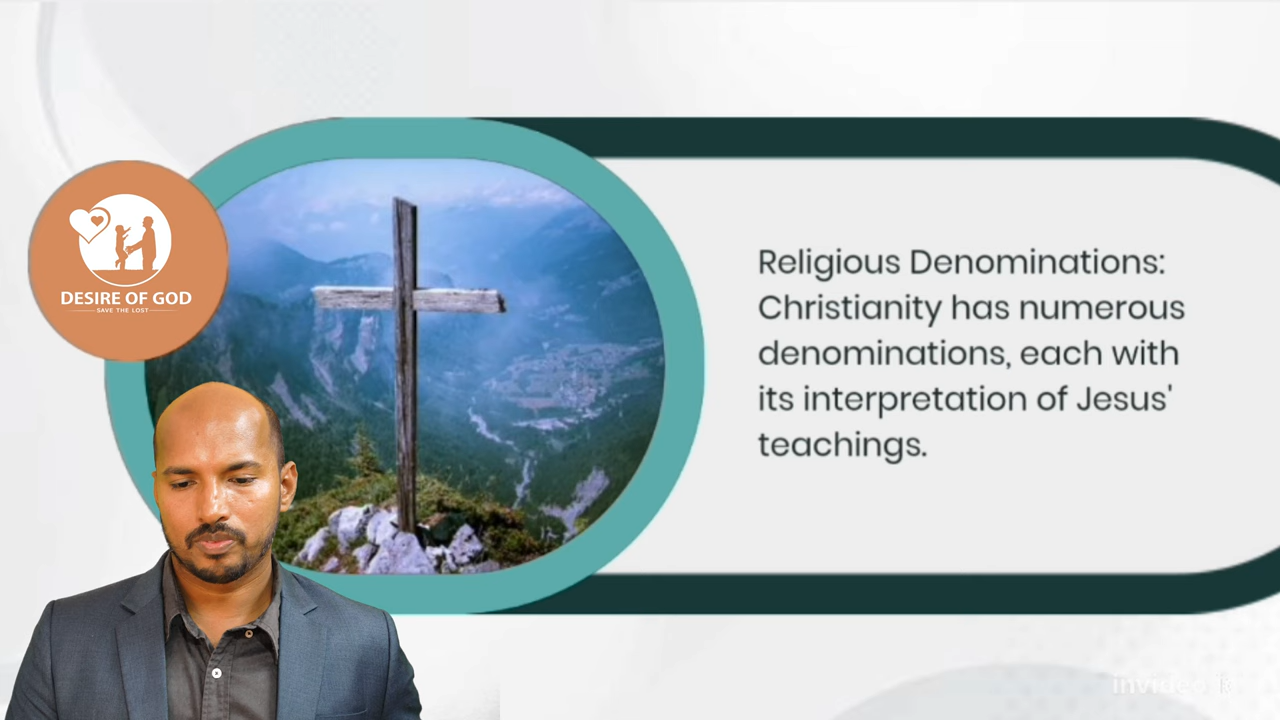 DESIRE OF GOD
SAVE THE LOST
Religious Denominations:
Christianity has numerous
denominations, each with
its interpretation of Jesus'
teachings.
invideo